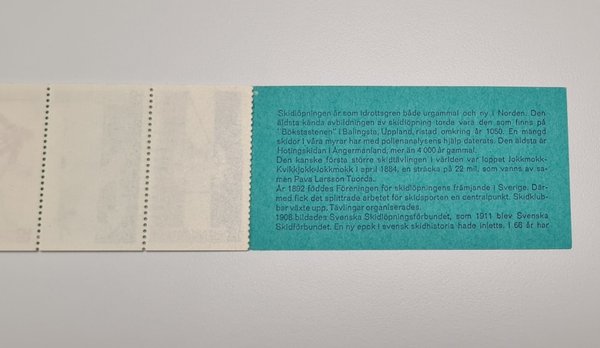 Skidlöpningen är som idrottsgren både urgammal och ny i Norden. Den
äldsta kända avbildningen av skidlöpning torde vara den som finns på
"Bökstastenen" i Balingsta, Uppland, ristad omkring år 1050. En mängd
skidor i våra myrar har med pollenanalysens hjälp daterats. Den äldsta är
Hotingskidan i Ångermanland, mer än 4 000 år gammal.
Den kanske första större skidtävlingen i världen var loppet Jokkmokk-
Kvikkjokk-Jokkmokk i april 1884, en sträcka på 22 mil, som vanns av sa-
men Pava Larsson Tuorda.
År 1892 föddes Föreningen för skidlöpningens främjande i Sverige. Där-
med fick det splittrade arbetet för skidsporten en centralpunkt. Skidklub-
bar växte upp. Tävlingar organiserades.
1908 bildades Svenska Skidlöpningsförbundet, som 1911 blev Svenska
Skidförbundet. En ny epok i svensk skidhistoria hade inletts. I 66 år har